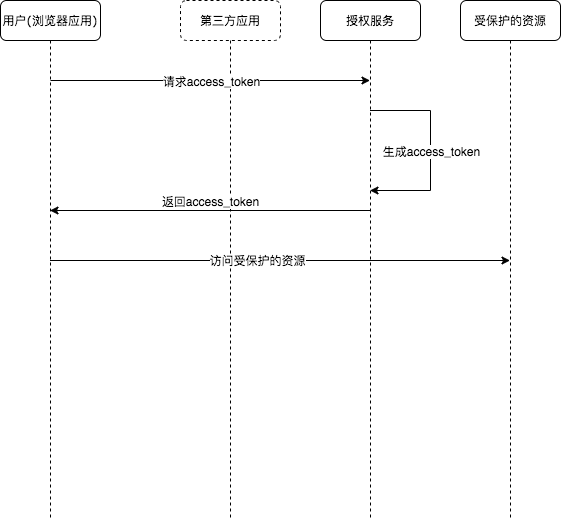 用户(浏览器应用)
第三方应用
授权服务
受保护的资源
请求access_token
生成access_token
返回access_token
访问受保护的资源